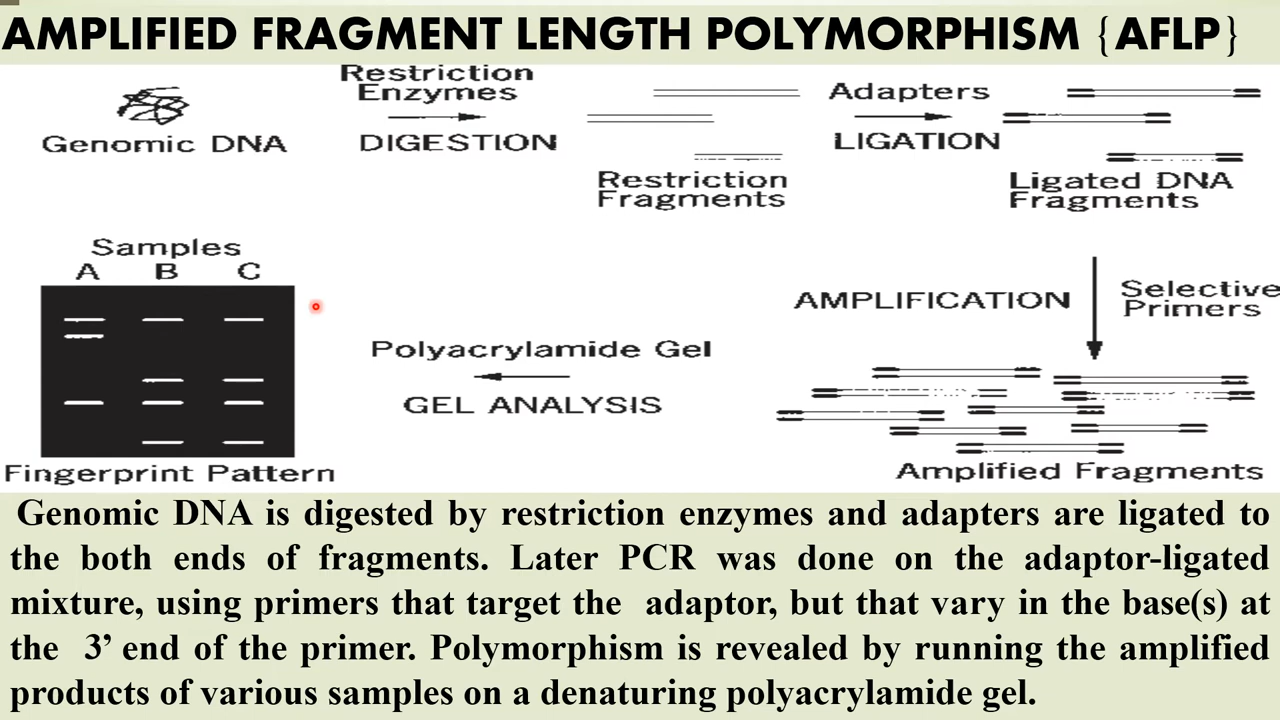 AMPLIFIED FRAGMENT LENGTH POLYMORPHISM {AFLP}
Genomic DNA
Restriction
Enzymes
DIGESTION
Restriction
Fragments
Adapters
LIGATION
Ligated DNA
Fragments
AMPLIFICATION
Selective
Primers
Amplified Fragments
Polyacrylamide Gel
GEL ANALYSIS
Samples
A B C
Fingerprint Pattern
Genomic DNA is digested by restriction enzymes and adapters are ligated to
the both ends of fragments. Later PCR was done on the adaptor-ligated
mixture, using primers that target the adaptor, but that vary in the base(s) at
the 3’ end of the primer. Polymorphism is revealed by running the amplified
products of various samples on a denaturing polyacrylamide gel.